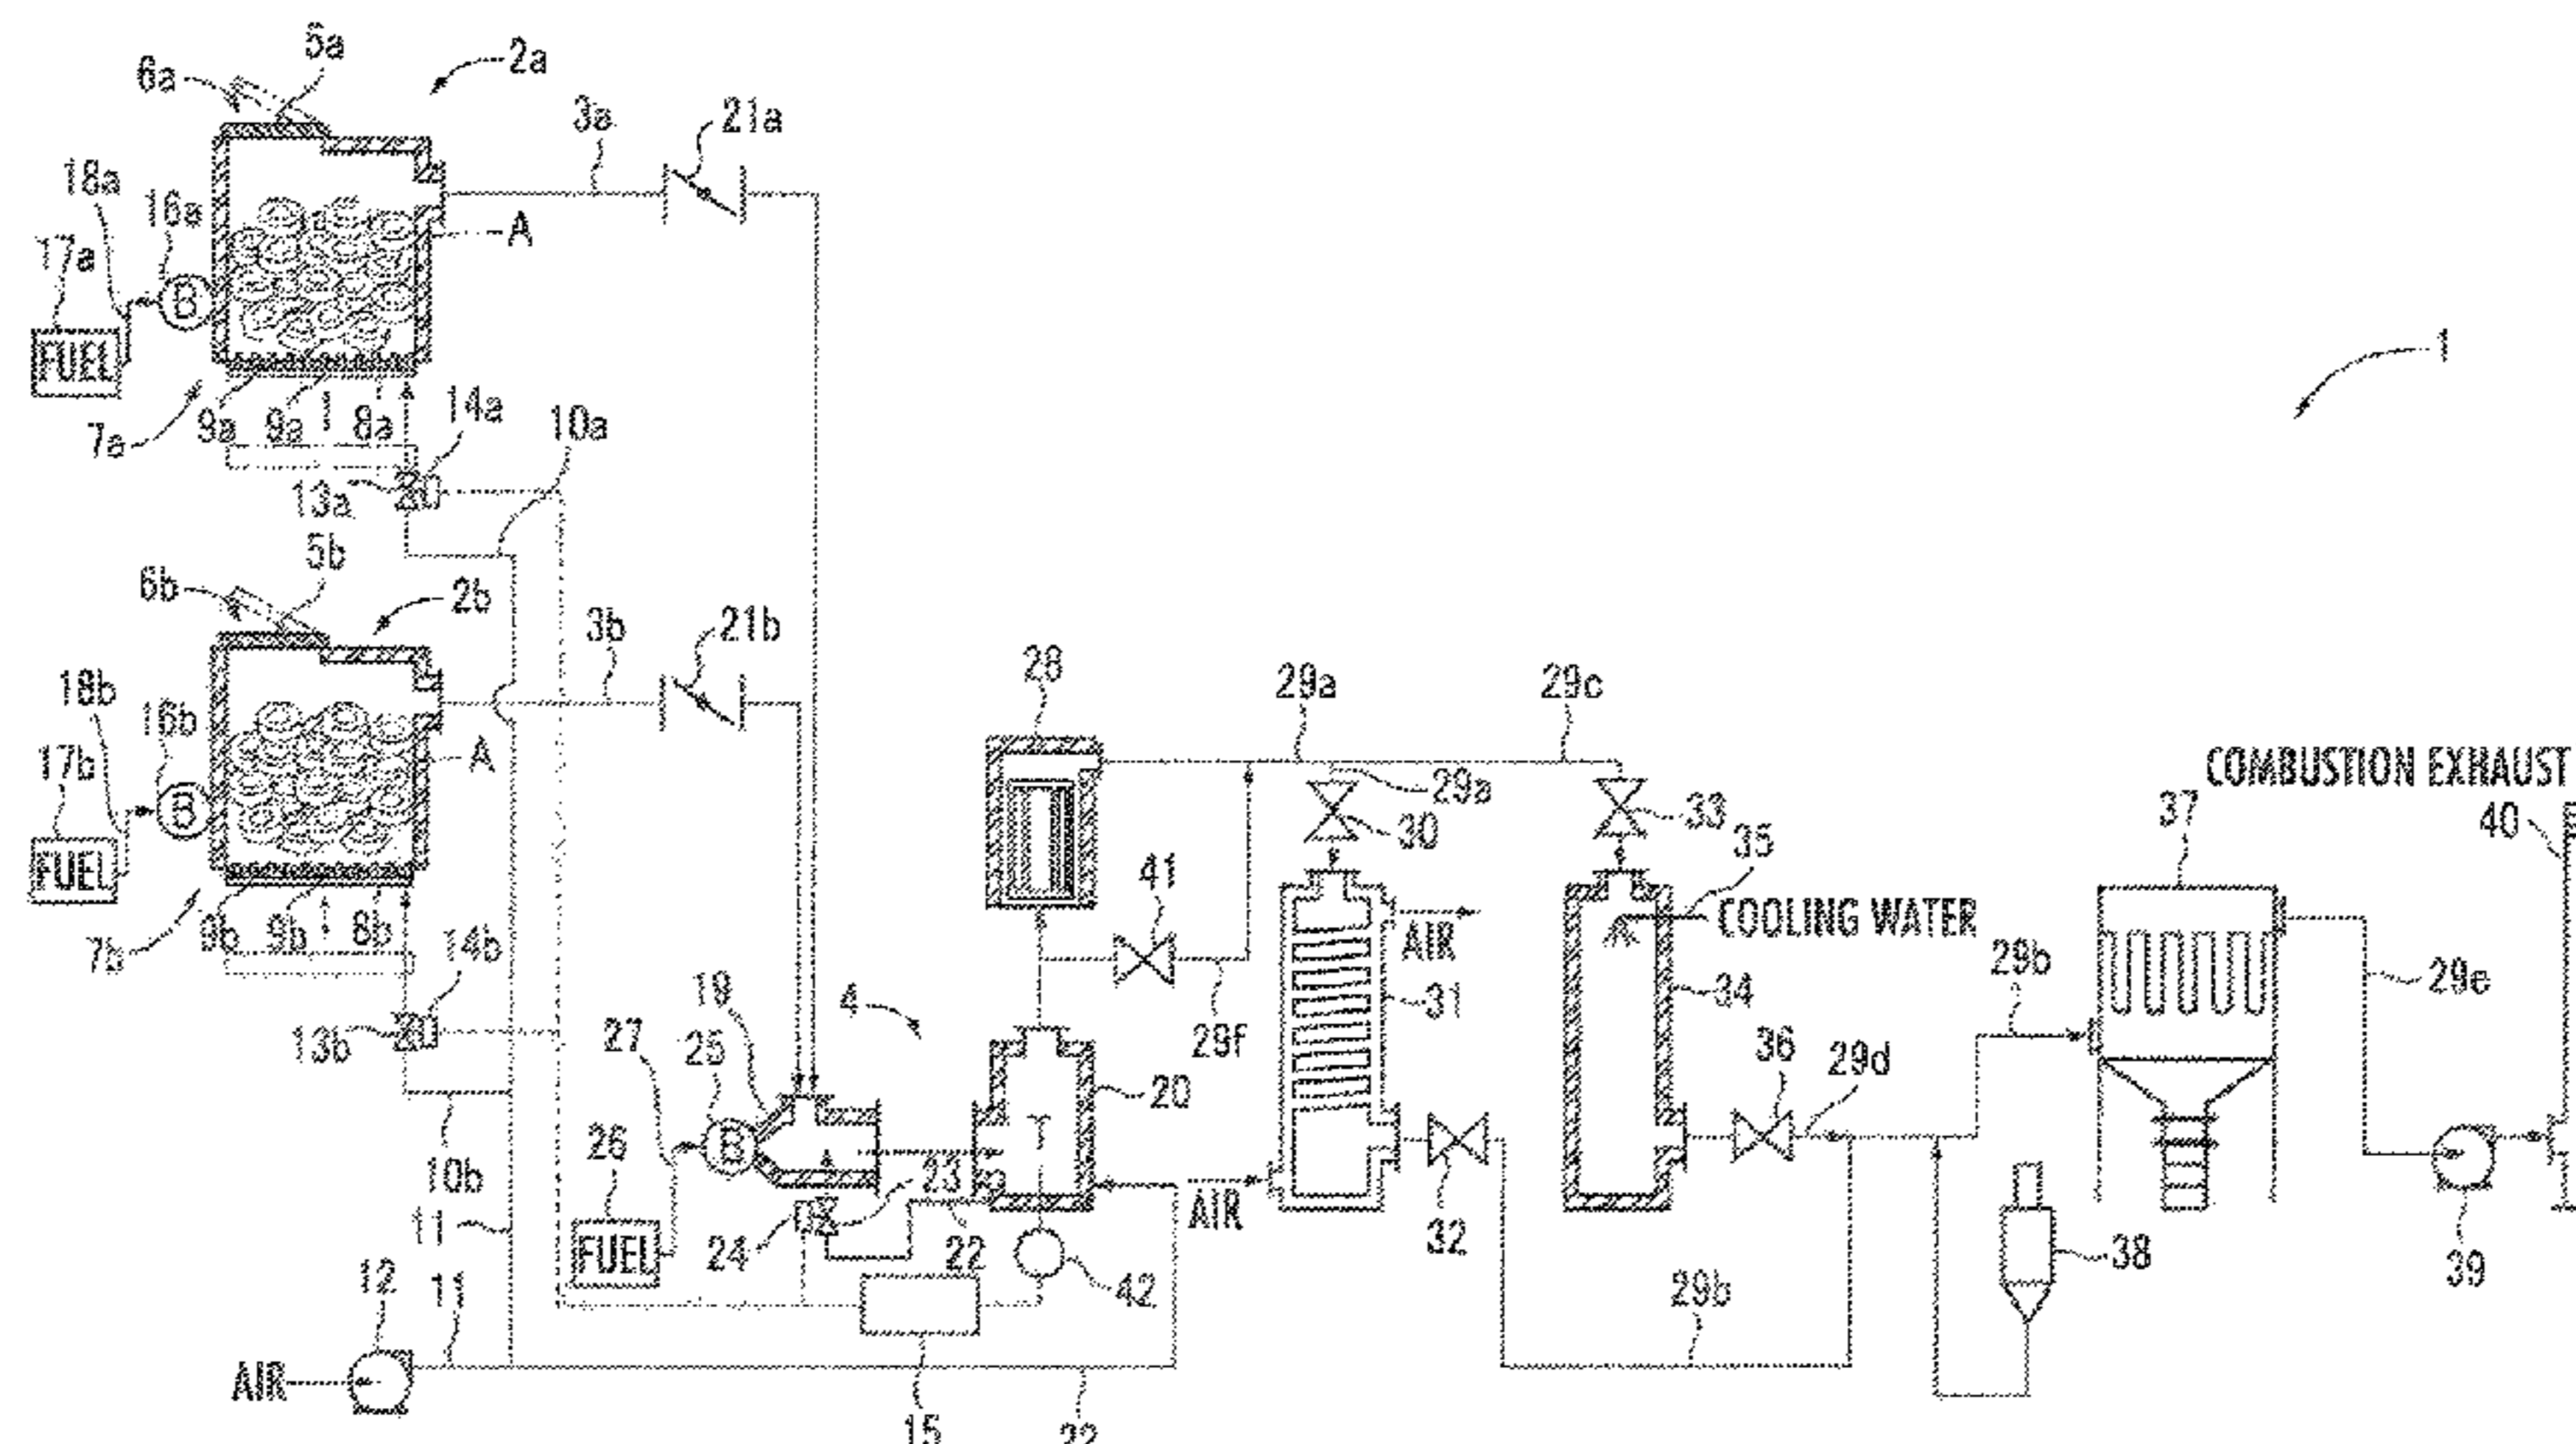 5a
6a
2a
3a
21a
18a
16a
17a
A
B
FUEL
1
9a
9a
8a
14a
7a
10a
13a
5b
6b
2b
3b
21b
18b
16b
17b
A
B
FUEL
28
29a
29c
29a
30
33
35
COMBUSTION EXHAUST
37
40
41
COOLING WATER
AIR
9b
9b
8b
14b
7b
29b
29e
19
4
31
34
13b
27
25
29f
36
29d
20
26
B
T
10b
23
11
AIR
24
FUEL
22
32
38
12
11
42
39
29b
AIR
15
22